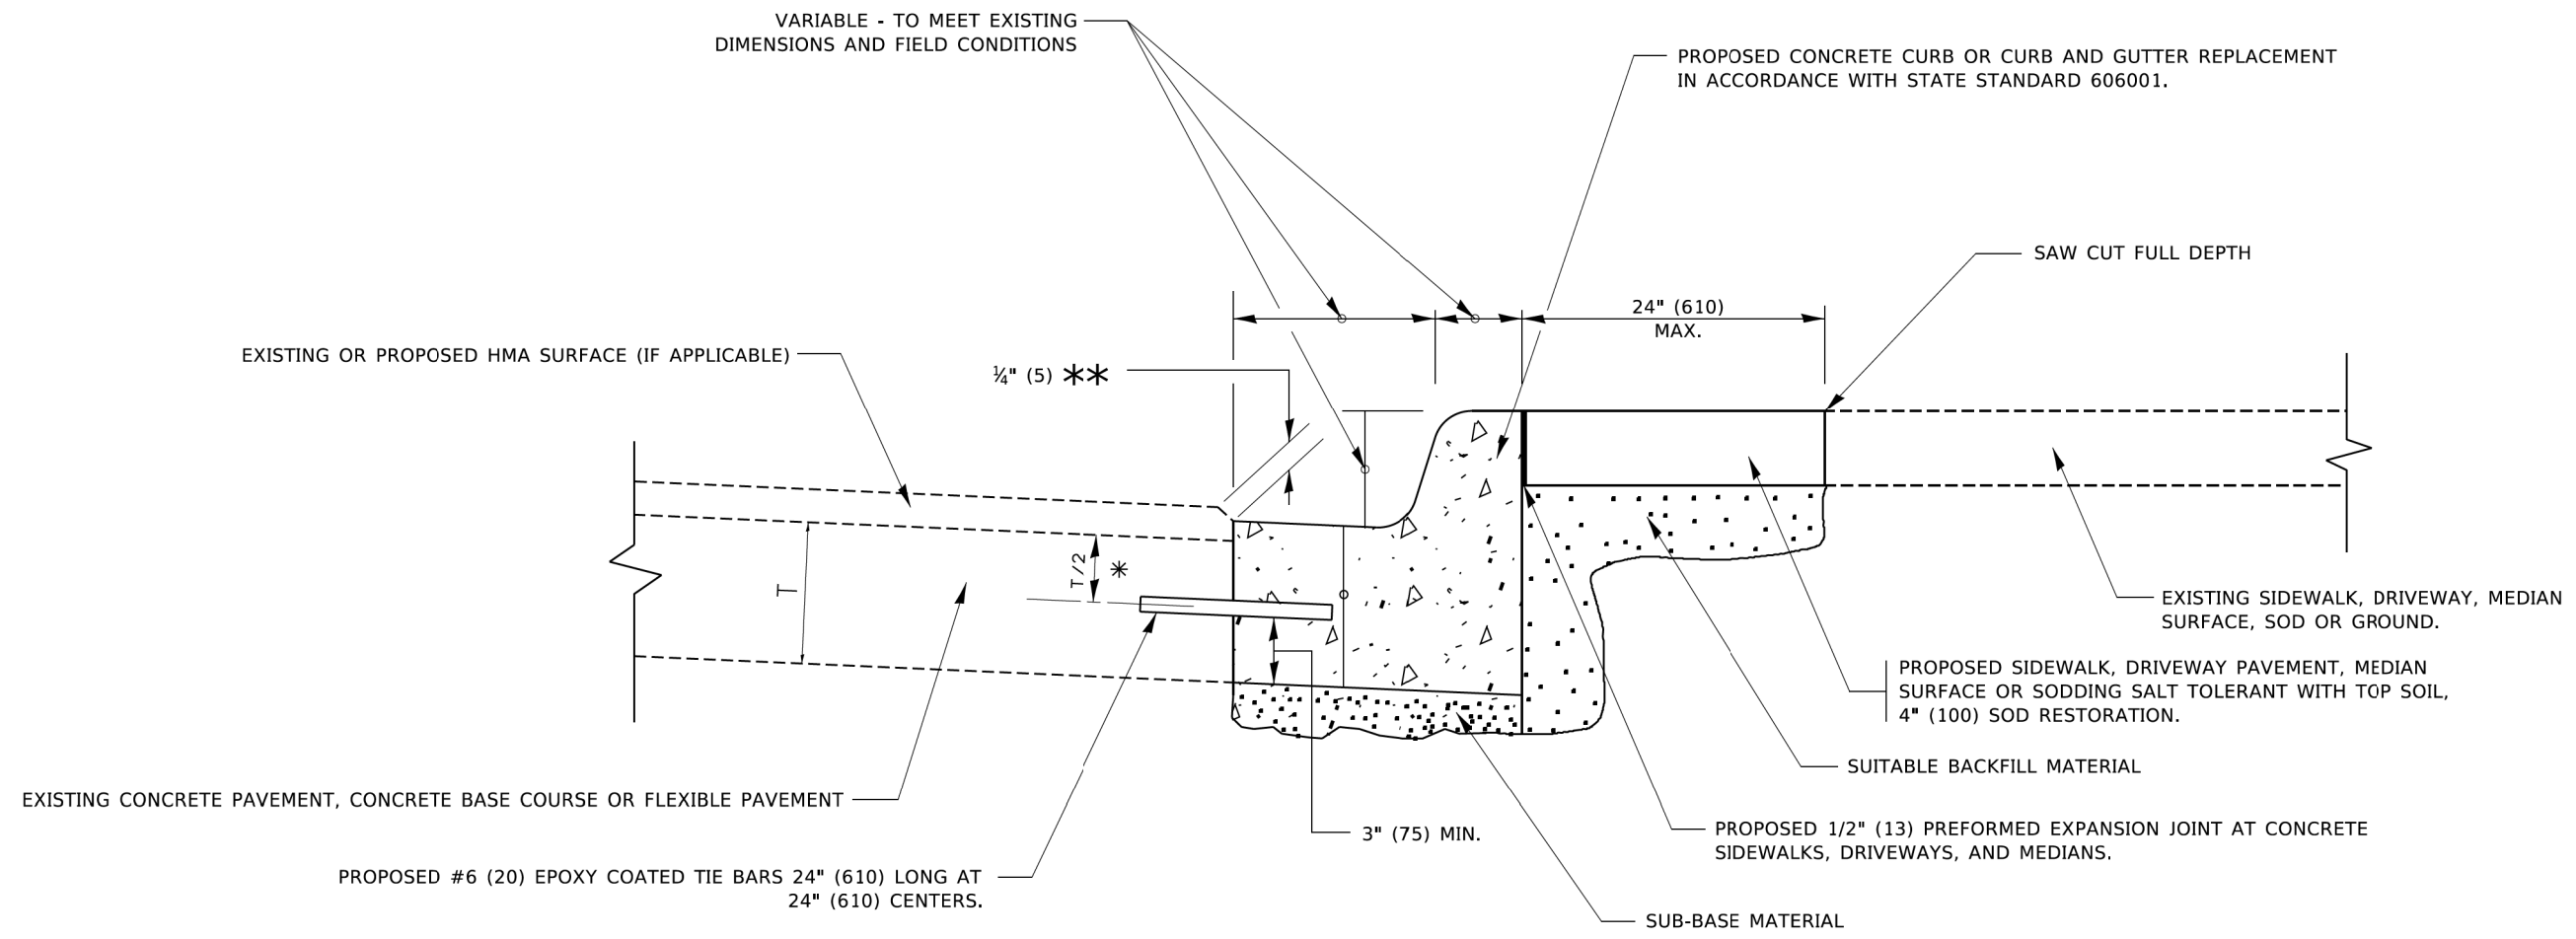 VARIABLE - TO MEET EXISTING
DIMENSIONS AND FIELD CONDITIONS
PROPOSED CONCRETE CURB OR CURB AND GUTTER REPLACEMENT
IN ACCORDANCE WITH STATE STANDARD 606001.
SAW CUT FULL DEPTH
24" (610)
MAX.
EXISTING OR PROPOSED HMA SURFACE (IF APPLICABLE)
¼" (5) **
T
T/2
*
EXISTING SIDEWALK, DRIVEWAY, MEDIAN
SURFACE, SOD OR GROUND.
PROPOSED SIDEWALK, DRIVEWAY PAVEMENT, MEDIAN
SURFACE OR SODDING SALT TOLERANT WITH TOP SOIL,
4" (100) SOD RESTORATION.
SUITABLE BACKFILL MATERIAL
EXISTING CONCRETE PAVEMENT, CONCRETE BASE COURSE OR FLEXIBLE PAVEMENT
3" (75) MIN.
PROPOSED 1/2" (13) PREFORMED EXPANSION JOINT AT CONCRETE
SIDEWALKS, DRIVEWAYS, AND MEDIANS.
PROPOSED #6 (20) EPOXY COATED TIE BARS 24" (610) LONG AT
24" (610) CENTERS.
SUB-BASE MATERIAL